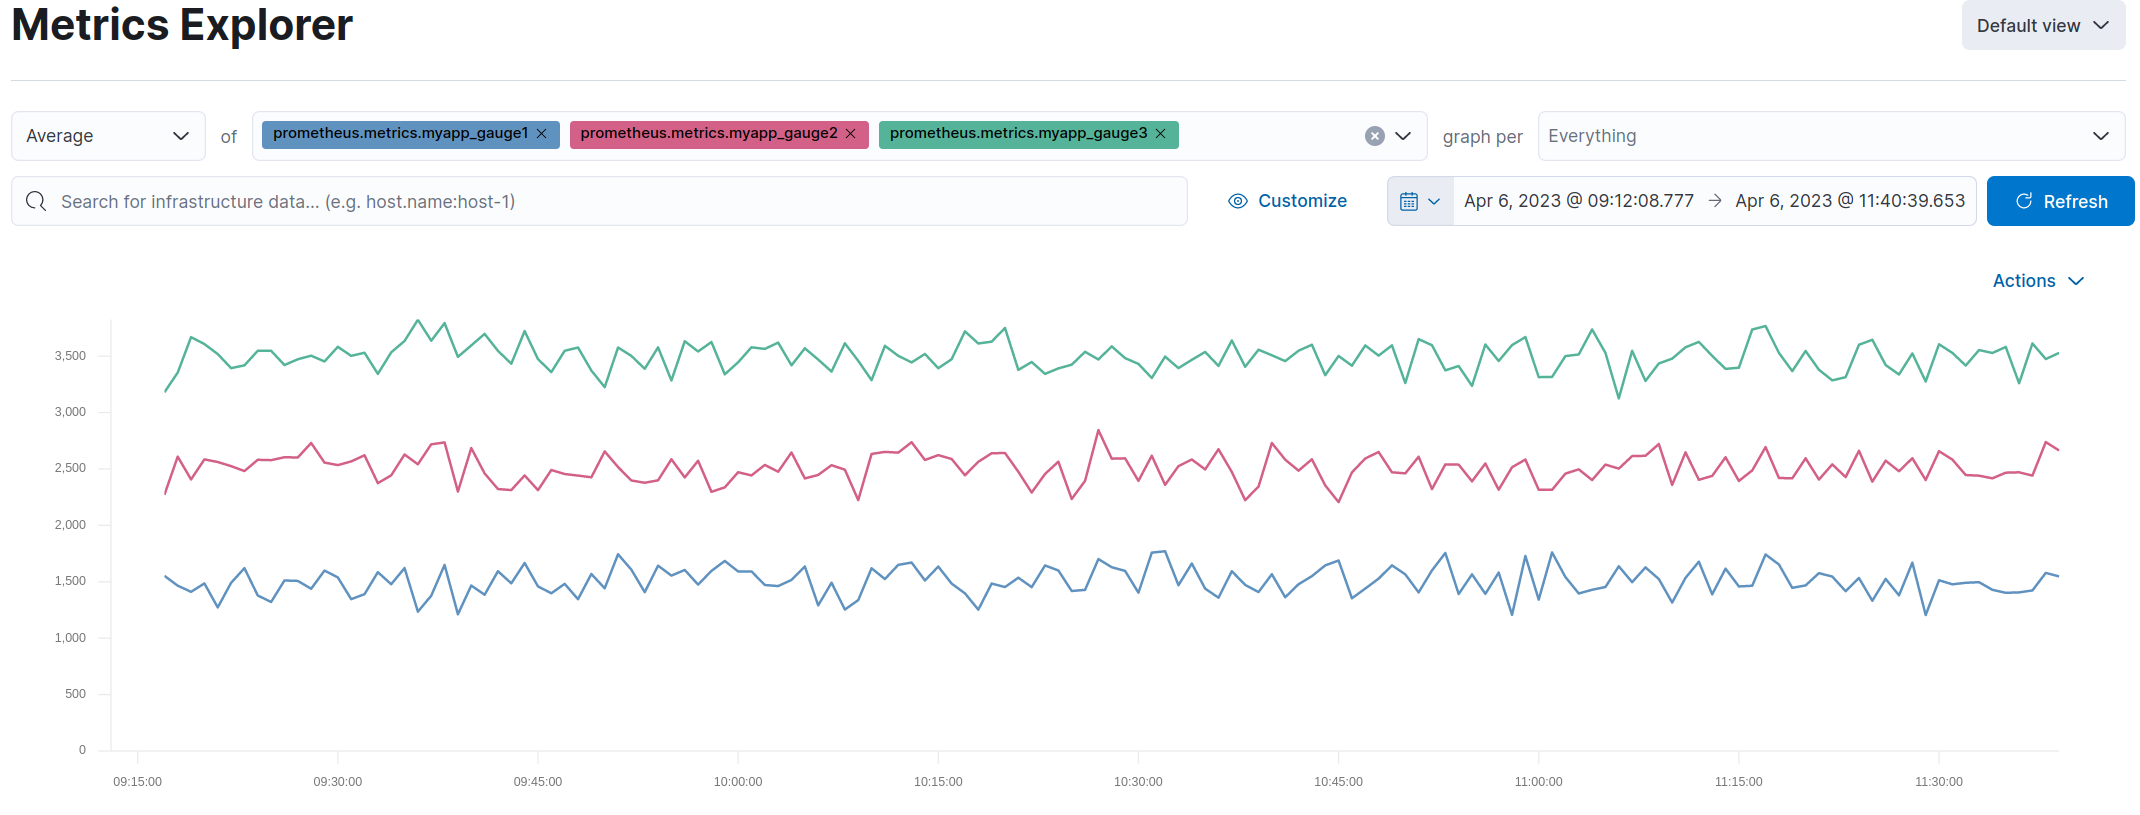 Metrics Explorer
Default view
Average of prometheus.metrics.myapp_gauge1 prometheus.metrics.myapp_gauge2 prometheus.metrics.myapp_gauge3 graph per Everything
Search for infrastructure data... (e.g. host.name:host-1) Customize Apr 6, 2023 @ 09:12:08.777 → Apr 6, 2023 @ 11:40:39.653 Refresh
Actions
3,500
3,000
2,500
2,000
1,500
1,000
500
0
09:15:00 09:30:00 09:45:00 10:00:00 10:15:00 10:30:00 10:45:00 11:00:00 11:15:00 11:30:00